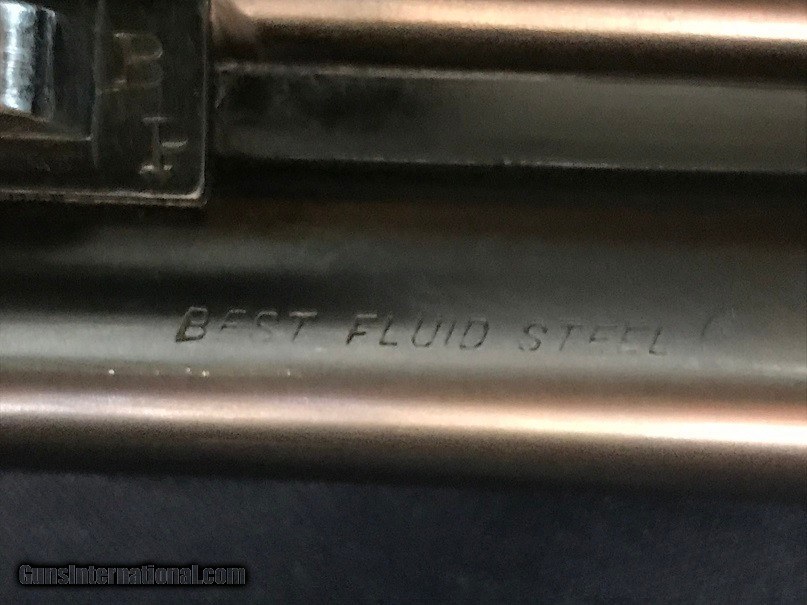 B
BEST FLUID STEEL
GunsInternational.com